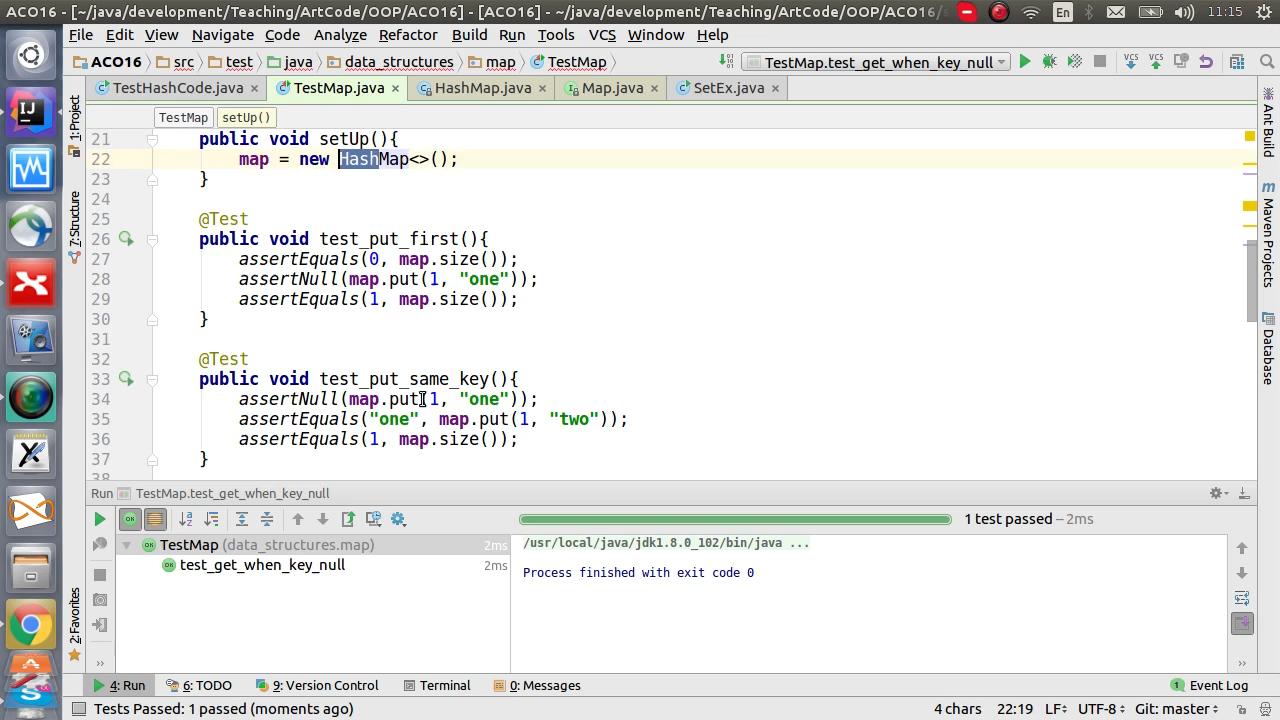 ACO16 - [~/java/development/Teaching/ArtCode/OOP/ACO16] - [ACO16] - ~/java/development/Teaching/ArtCode/OOP/ACO16/s En 11:15
File Edit View Navigate Code Analyze Refactor Build Run Tools VCS Window Help
ACO16 src test java data_structures map TestMap TestMap.test_get_when_key_null VCS VCS
TestHashCode.java TestMap.java HashMap.java Map.java SetEx.java
TestMap setUp()
21 public void setUp(){
22 map = new HashMap<>();
23 }
24
25 @Test
26 public void test_put_first(){
27 assertEquals(0, map.size());
28 assertNull(map.put(1, "one"));
29 assertEquals(1, map.size());
30 }
31
32 @Test
33 public void test_put_same_key(){
34 assertNull(map.put(1, "one"));
35 assertEquals("one", map.put(1, "two"));
36 assertEquals(1, map.size());
37 }
38
1: Project
7: Structure
2: Favorites
Ant Build
Maven Projects
Database
Run TestMap.test_get_when_key_null
1 test passed – 2ms
TestMap (data_structures.map) 2ms
test_get_when_key_null 2ms
/usr/local/java/jdk1.8.0_102/bin/java ...
Process finished with exit code 0
4: Run 6: TODO 9: Version Control Terminal 0: Messages 1 Event Log
Tests Passed: 1 passed (moments ago) 4 chars 22:19 LF UTF-8 Git: master